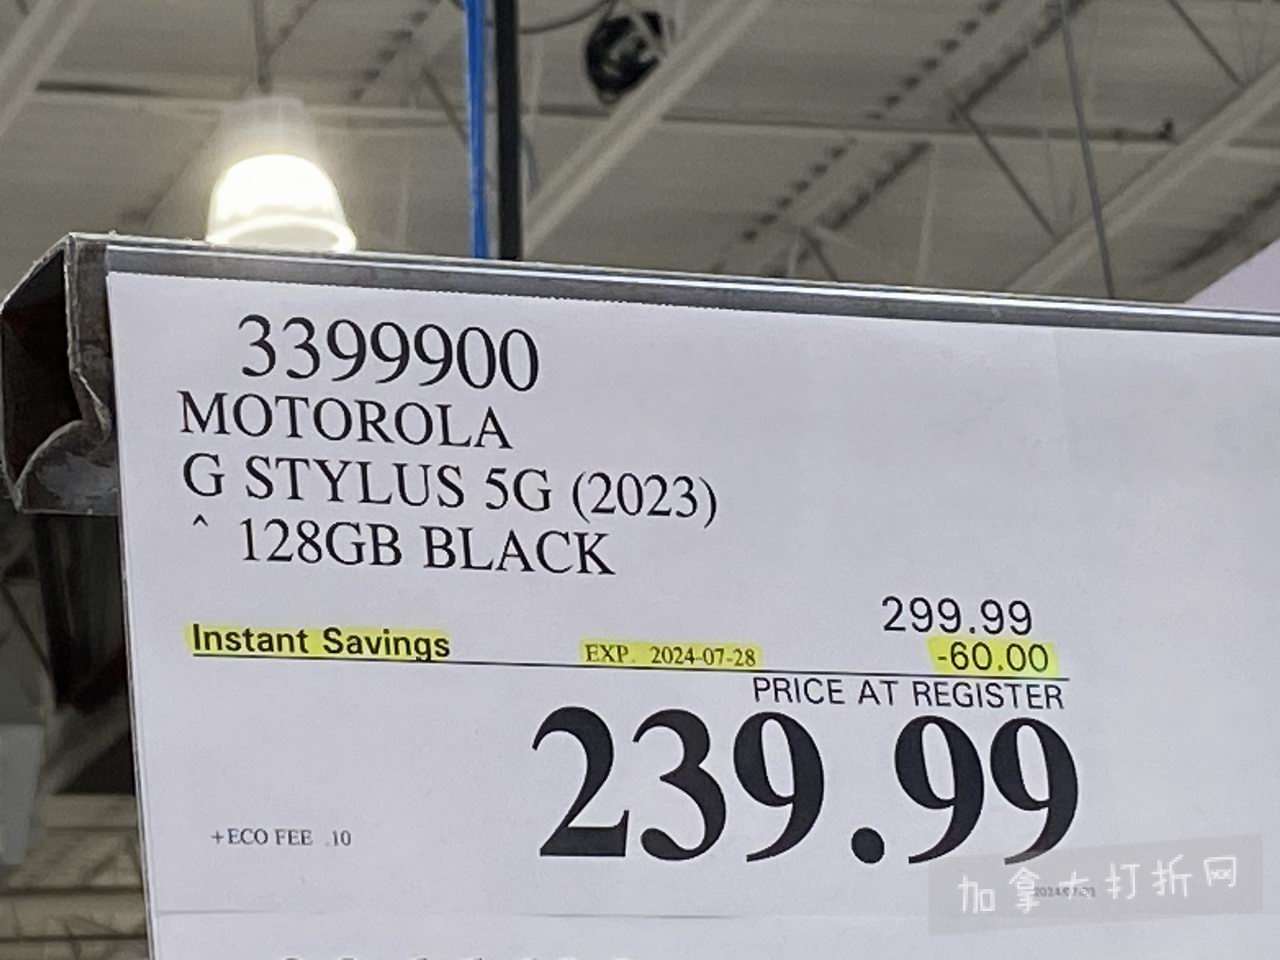 3399900
MOTOROLA
G STYLUS 5G (2023)
^ 128GB BLACK
299.99
Instant Savings EXP. 2024-07-28 -60.00
PRICE AT REGISTER
239.99
+ECO FEE .10
加拿大打折网